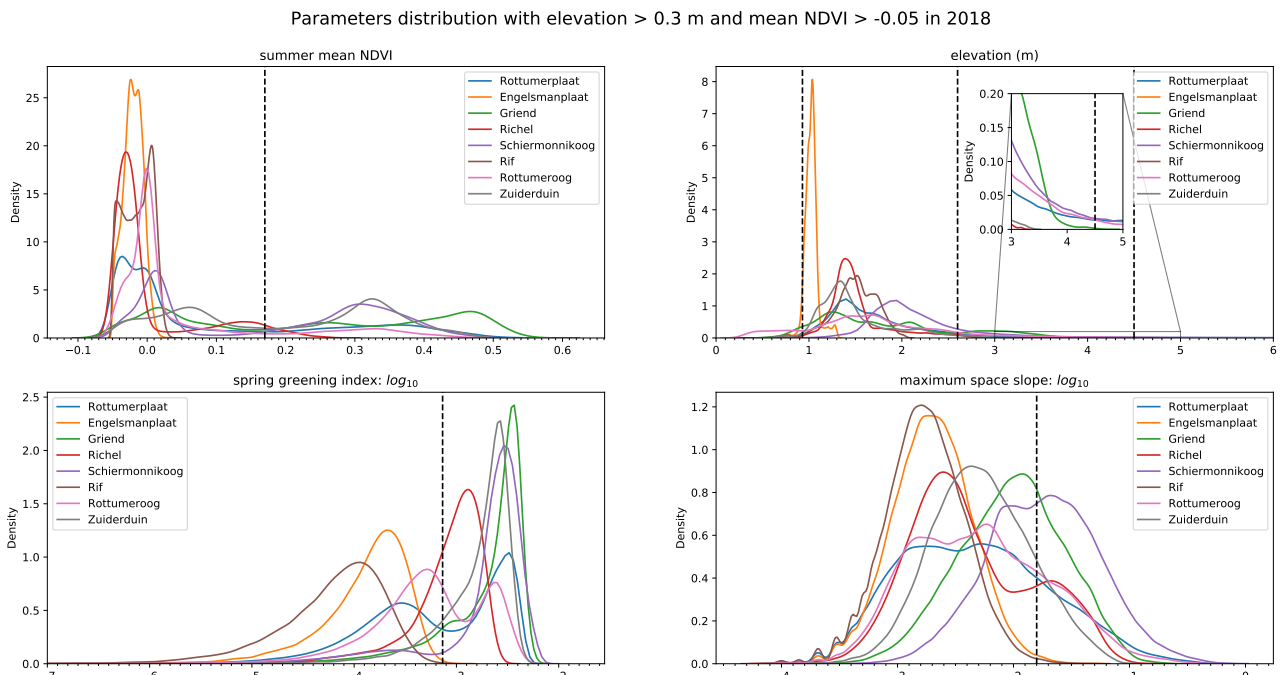 Parameters distribution with elevation > 0.3 m and mean NDVI > -0.05 in 2018
summer mean NDVI
Density
25
20
15
10
5
0
−0.1 0.0 0.1 0.2 0.3 0.4 0.5 0.6
Rottumerplaat
Engelsmanplaat
Griend
Richel
Schiermonnikoog
Rif
Rottumeroog
Zuiderduin
elevation (m)
Density
8
7
6
5
4
3
2
1
0
0 1 2 3 4 5 6
Rottumerplaat
Engelsmanplaat
Griend
Richel
Schiermonnikoog
Rif
Rottumeroog
Zuiderduin
Density
0.20
0.15
0.10
0.05
0.00
3 4 5
spring greening index: log10
Density
2.5
2.0
1.5
1.0
0.5
0.0
Rottumerplaat
Engelsmanplaat
Griend
Richel
Schiermonnikoog
Rif
Rottumeroog
Zuiderduin
maximum space slope: log10
Density
1.2
1.0
0.8
0.6
0.4
0.2
0.0
Rottumerplaat
Engelsmanplaat
Griend
Richel
Schiermonnikoog
Rif
Rottumeroog
Zuiderduin